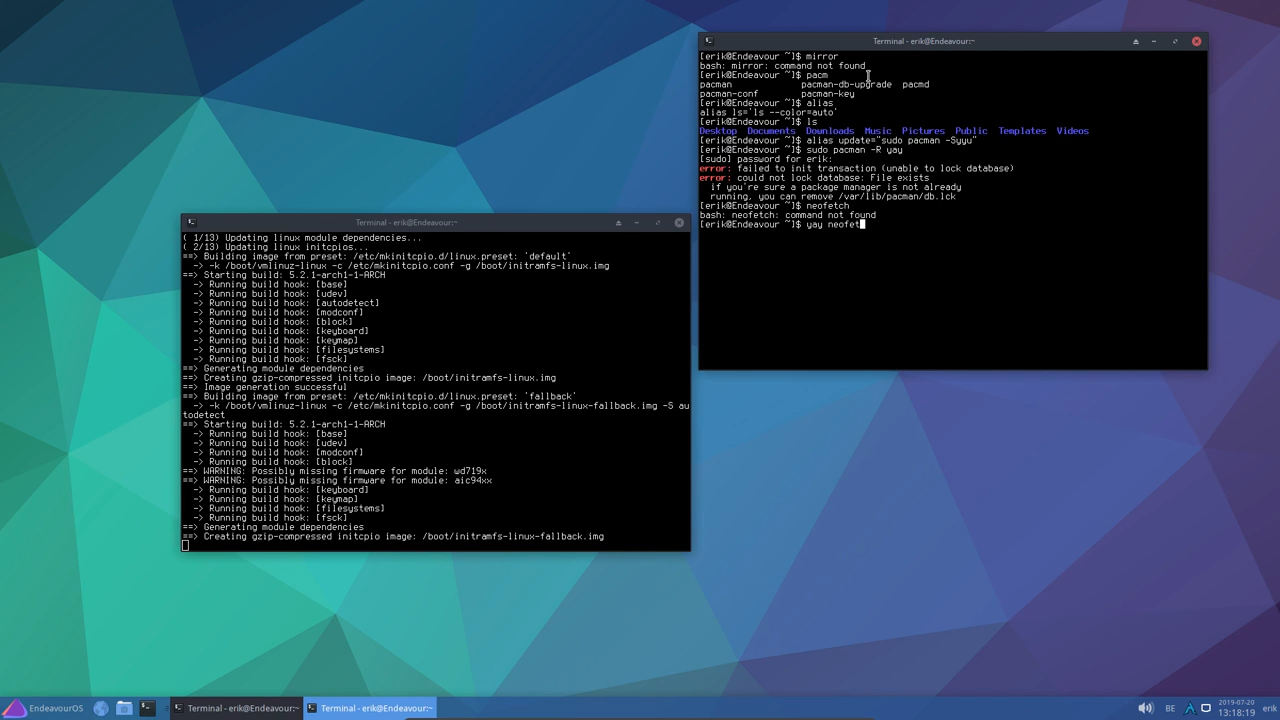 Terminal - erik@Endeavour:~
[erik@Endeavour ~]$ mirror
bash: mirror: command not found
[erik@Endeavour ~]$ pacm
pacman             pacman-db-upgrade  pacmd
pacman-conf        pacman-key
[erik@Endeavour ~]$ alias
alias ls='ls --color=auto'
[erik@Endeavour ~]$ ls
Desktop  Documents  Downloads  Music  Pictures  Public  Templates  Videos
[erik@Endeavour ~]$ alias update="sudo pacman -Syyu"
[erik@Endeavour ~]$ sudo pacman -R yay
[sudo] password for erik:
error: failed to init transaction (unable to lock database)
error: could not lock database: File exists
  if you're sure a package manager is not already
  running, you can remove /var/lib/pacman/db.lck
[erik@Endeavour ~]$ neofetch
bash: neofetch: command not found
[erik@Endeavour ~]$ yay neofet
Terminal - erik@Endeavour:~
( 1/13) Updating linux module dependencies...
( 2/13) Updating linux initcpios...
==> Building image from preset: /etc/mkinitcpio.d/linux.preset: 'default'
  -> -k /boot/vmlinuz-linux -c /etc/mkinitcpio.conf -g /boot/initramfs-linux.img
==> Starting build: 5.2.1-arch1-1-ARCH
  -> Running build hook: [base]
  -> Running build hook: [udev]
  -> Running build hook: [autodetect]
  -> Running build hook: [modconf]
  -> Running build hook: [block]
  -> Running build hook: [keyboard]
  -> Running build hook: [keymap]
  -> Running build hook: [filesystems]
  -> Running build hook: [fsck]
==> Generating module dependencies
==> Creating gzip-compressed initcpio image: /boot/initramfs-linux.img
==> Image generation successful
==> Building image from preset: /etc/mkinitcpio.d/linux.preset: 'fallback'
  -> -k /boot/vmlinuz-linux -c /etc/mkinitcpio.conf -g /boot/initramfs-linux-fallback.img -S au
todetect
==> Starting build: 5.2.1-arch1-1-ARCH
  -> Running build hook: [base]
  -> Running build hook: [udev]
  -> Running build hook: [modconf]
  -> Running build hook: [block]
==> WARNING: Possibly missing firmware for module: wd719x
==> WARNING: Possibly missing firmware for module: aic94xx
  -> Running build hook: [keyboard]
  -> Running build hook: [keymap]
  -> Running build hook: [filesystems]
  -> Running build hook: [fsck]
==> Generating module dependencies
==> Creating gzip-compressed initcpio image: /boot/initramfs-linux-fallback.img
EndeavourOS
Terminal - erik@Endeavour:~
Terminal - erik@Endeavour:~
BE
2019-07-20
13:18:19
erik